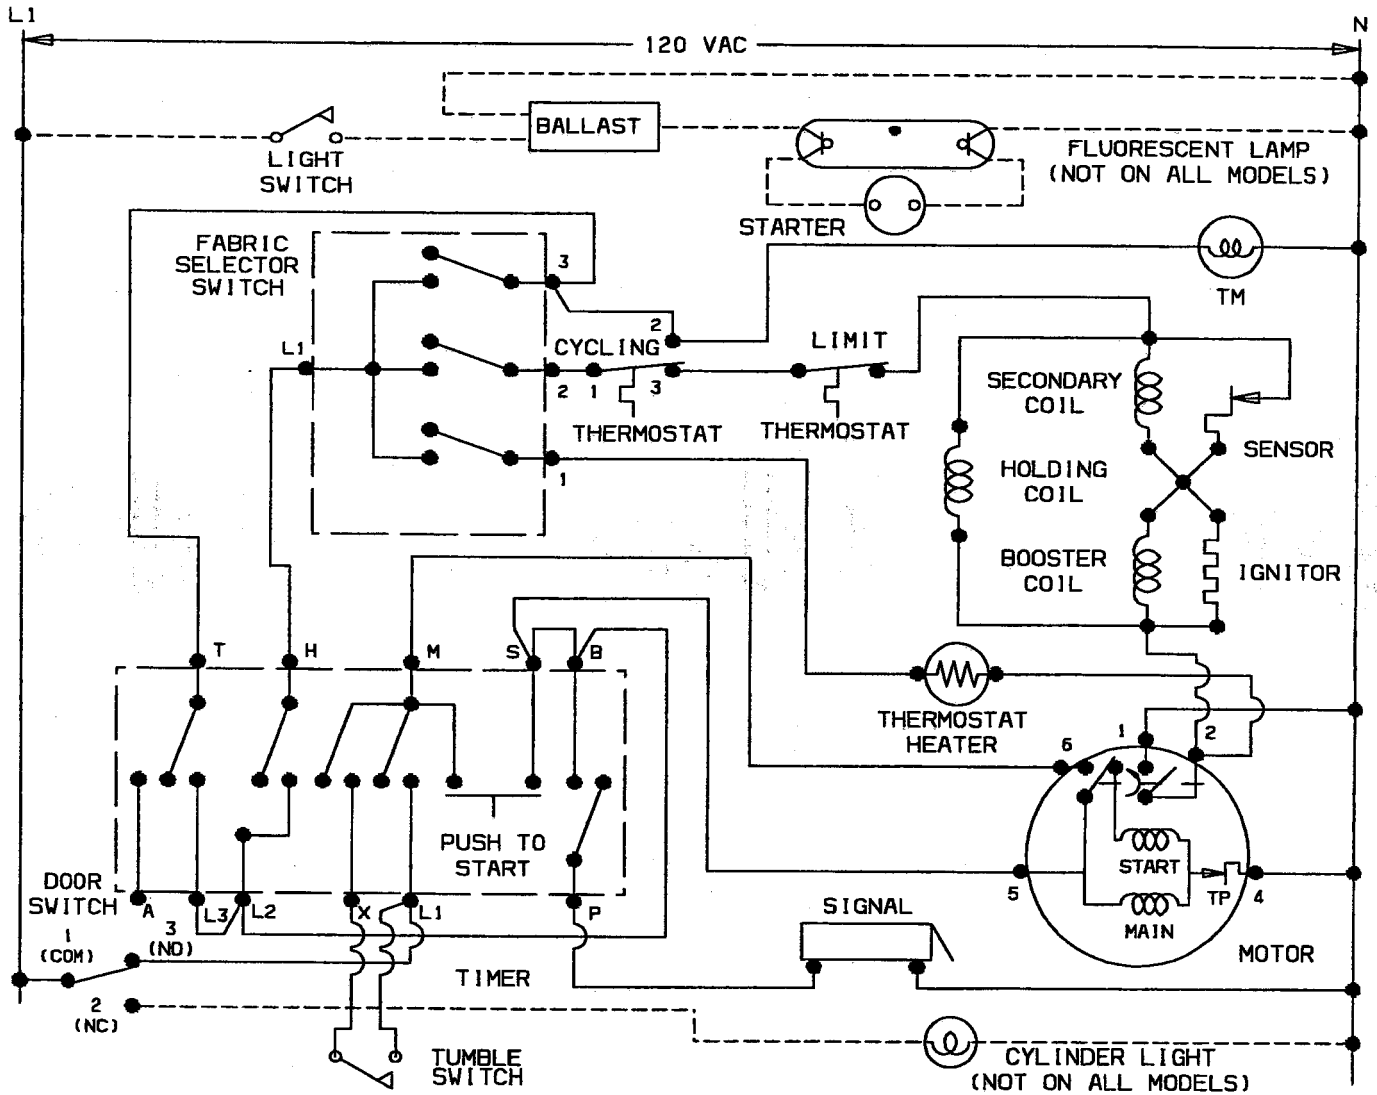 L1
N
120 VAC
BALLAST
LIGHT
SWITCH
FLUORESCENT LAMP
(NOT ON ALL MODELS)
STARTER
FABRIC
SELECTOR
SWITCH
3
TM
2
L1
CYCLING
LIMIT
2
1
3
THERMOSTAT
THERMOSTAT
SECONDARY
COIL
SENSOR
1
HOLDING
COIL
BOOSTER
COIL
IGNITOR
T
H
M
S
B
THERMOSTAT
HEATER
6
1
2
PUSH TO
START
START
MAIN
TP
5
4
MOTOR
DOOR
SWITCH
A
L3
L2
X
L1
P
1
(COM)
3
(NO)
2
(NC)
TIMER
SIGNAL
TUMBLE
SWITCH
CYLINDER LIGHT
(NOT ON ALL MODELS)